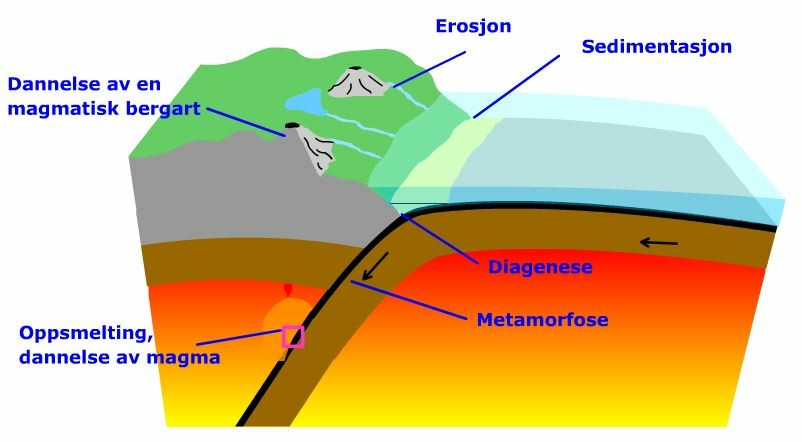 Erosjon
Sedimentasjon
Dannelse av en
magmatisk bergart
Diagenese
Metamorfose
Oppsmelting,
dannelse av magma